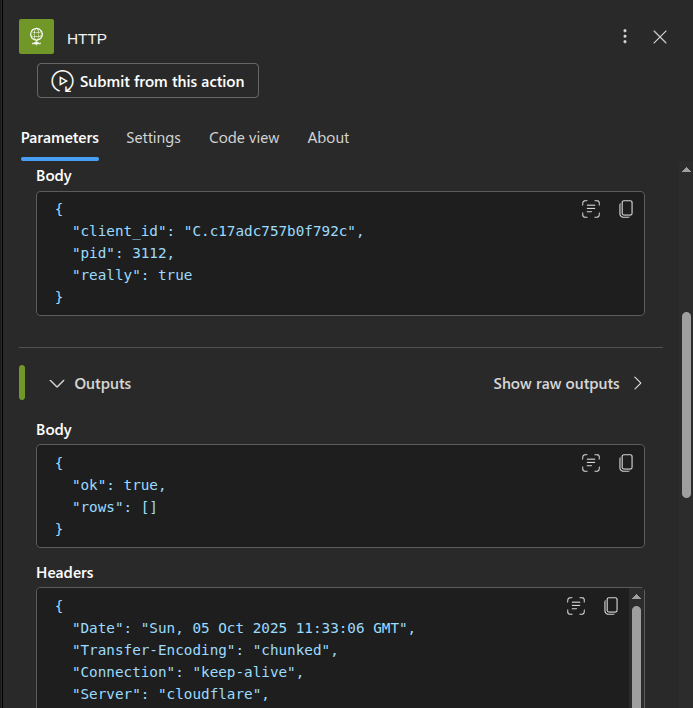 HTTP
Submit from this action
Parameters Settings Code view About
Body
{
"client_id": "C.c17adc757b0f792c",
"pid": 3112,
"really": true
}
Outputs Show raw outputs
Body
{
"ok": true,
"rows": []
}
Headers
{
"Date": "Sun, 05 Oct 2025 11:33:06 GMT",
"Transfer-Encoding": "chunked",
"Connection": "keep-alive",
"Server": "cloudflare",